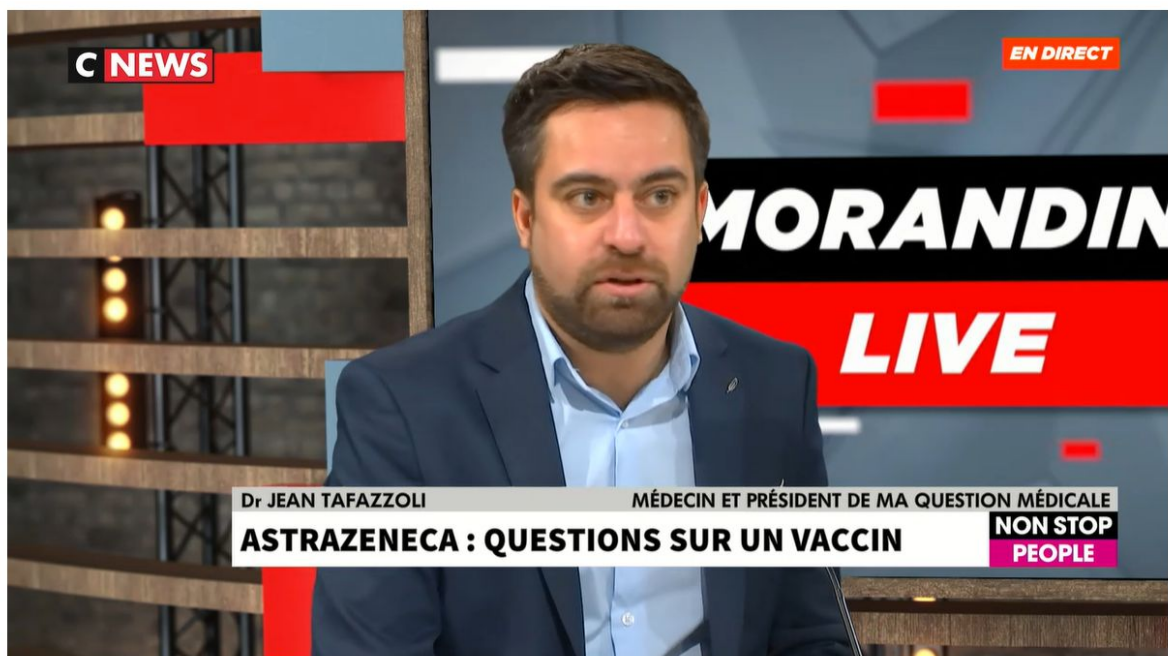 C NEWS
EN DIRECT
MORANDIN
LIVE
Dr JEAN TAFAZZOLI
MÉDECIN ET PRÉSIDENT DE MA QUESTION MÉDICALE
ASTRAZENECA : QUESTIONS SUR UN VACCIN
NON STOP
PEOPLE